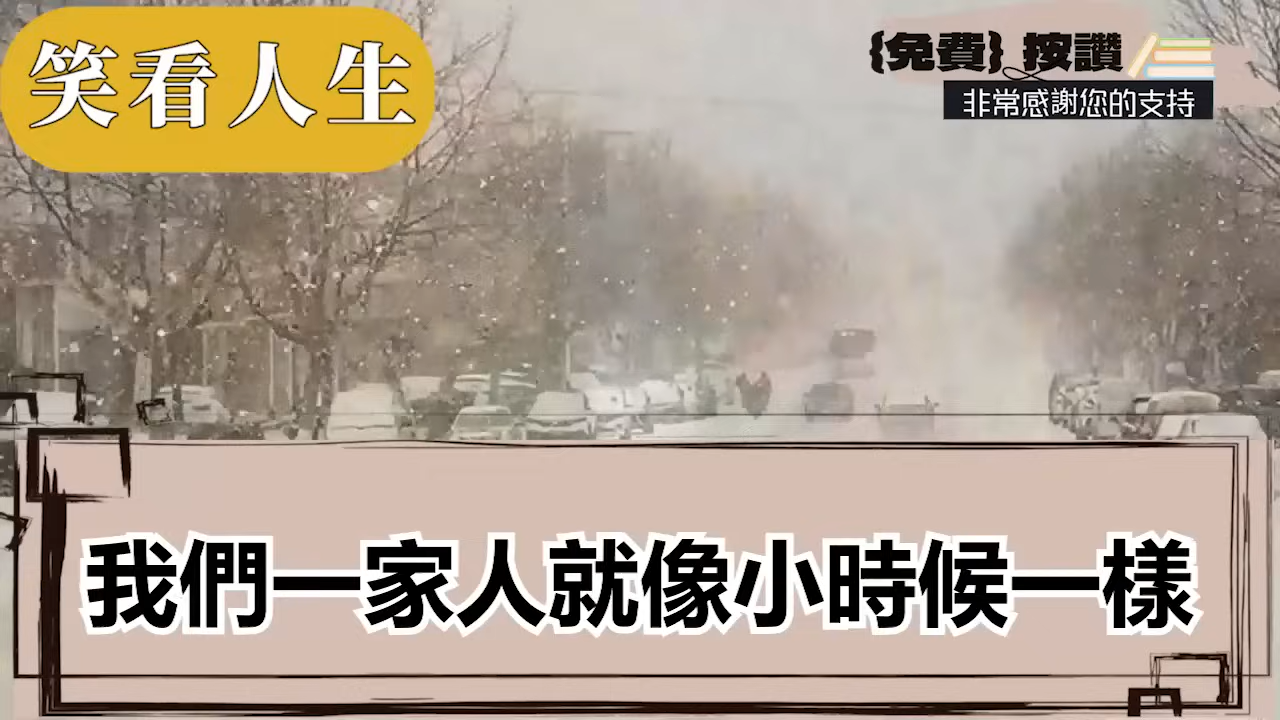 笑看人生
{免費} 按讚
非常感謝您的支持
我們一家人就像小時候一樣